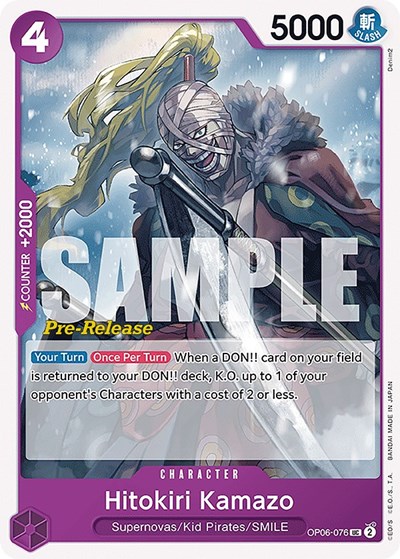 4
5000
斬
SLASH
Denim2
COUNTER +2000
SAMPLE
Pre-Release
Your Turn Once Per Turn When a DON!! card on your field
is returned to your DON!! deck, K.O. up to 1 of your
opponent's Characters with a cost of 2 or less.
©EO/S ©E.O./S., T.A. BANDAI MADE IN JAPAN
CHARACTER
Hitokiri Kamazo
Supernovas/Kid Pirates/SMILE
OP06-076 UC 2